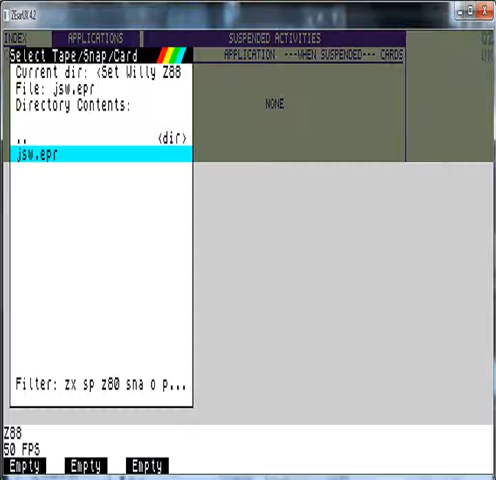 ZEsarUX 4.2
INDEX APPLICATIONS SUSPENDED ACTIVITIES
Select Tape/Snap/Card APPLICATION ---WHEN SUSPENDED--- CARDS
Current dir: <Set Willy Z88
File: jsw.epr
Directory Contents:
NONE
.. <dir>
jsw.epr
Filter: zx sp z80 sna o p...
Z88
50 FPS
Empty Empty Empty